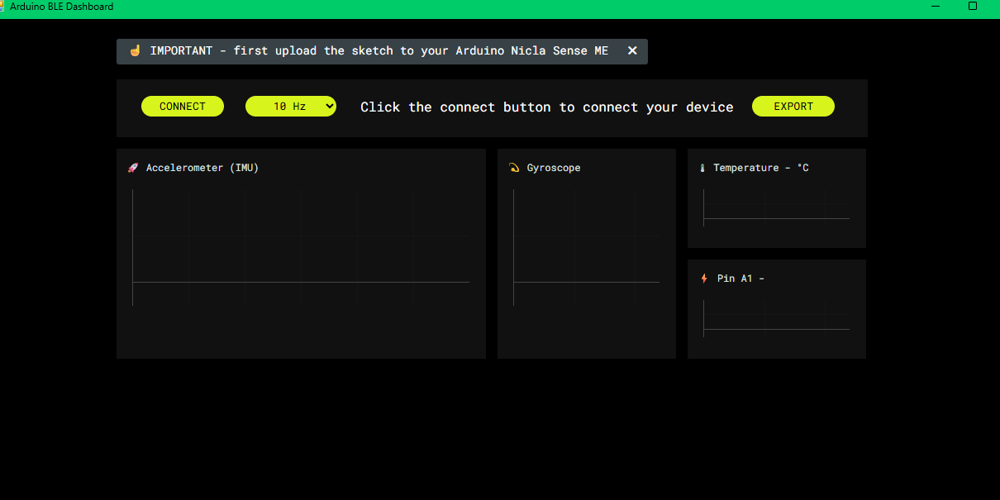 Arduino BLE Dashboard
☝ IMPORTANT - first upload the sketch to your Arduino Nicla Sense ME ✕
CONNECT
10 Hz
Click the connect button to connect your device
EXPORT
🚀 Accelerometer (IMU)
💫 Gyroscope
🌡 Temperature - °C
⚡ Pin A1 -